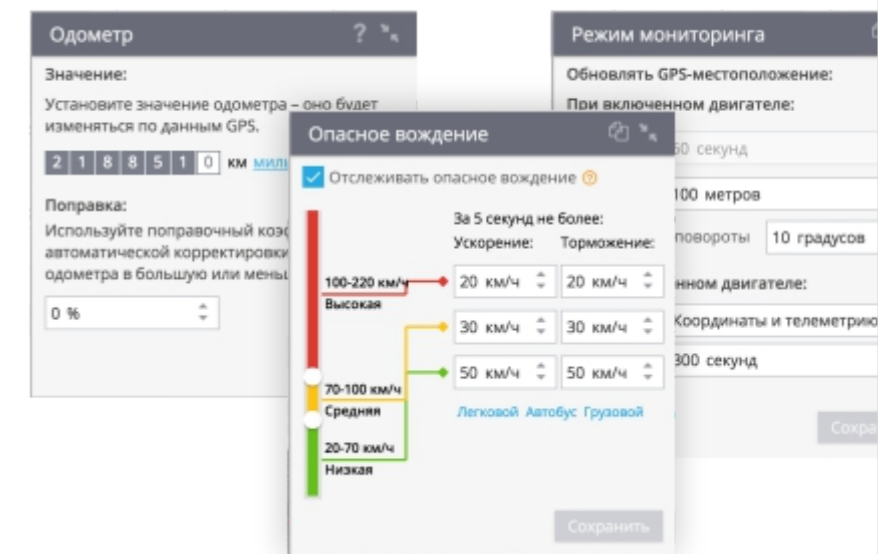 Одометр ?
Значение:
Установите значение одометра – оно будет
изменяться по данным GPS.
2 1 8 8 5 1 0 км
Поправка:
Используйте поправочный
автоматической корректировки
одометра в большую или
0 %
Опасное вождение
Отслеживать опасное вождение ?
За 5 секунд не более:
Ускорение: Торможение:
100-220 км/ч
Высокая
20 км/ч 20 км/ч
30 км/ч 30 км/ч
50 км/ч 50 км/ч
70-100 км/ч
Средняя
Легковой Автобус Грузовой
20-70 км/ч
Низкая
Сохранить
Режим мониторинга
Обновлять GPS-местоположение:
При включенном двигателе:
секунд
100 метров
повороты 10 градусов
двигателе:
Координаты и телеметрию
300 секунд